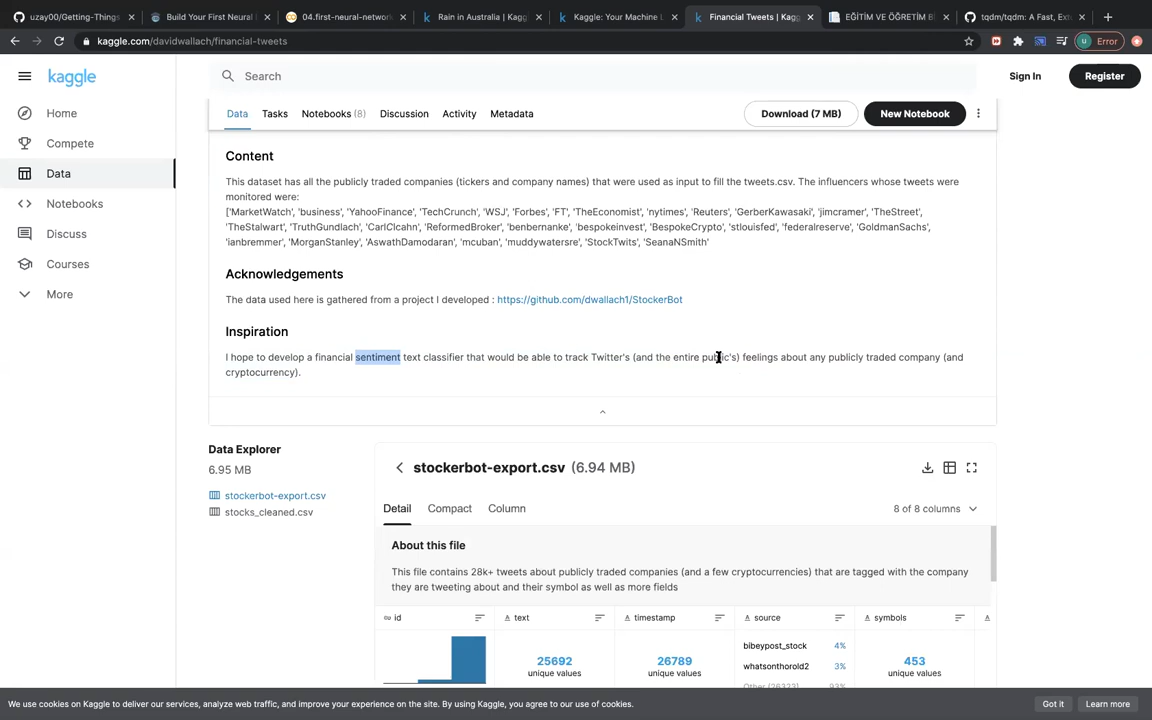 uzay00/Getting-Things
Build Your First Neural
04.first-neural-network
Rain in Australia | Kagg
Kaggle: Your Machine L
Financial Tweets | Kagg
EĞİTİM VE ÖĞRETİM B
tqdm/tqdm: A Fast, Ext
kaggle.com/davidwallach/financial-tweets
u Error
kaggle
Search
Sign In
Register
Home
Compete
Data
Notebooks
Discuss
Courses
More
Data
Tasks
Notebooks (8)
Discussion
Activity
Metadata
Download (7 MB)
New Notebook
Content
This dataset has all the publicly traded companies (tickers and company names) that were used as input to fill the tweets.csv. The influencers whose tweets were
monitored were:
['MarketWatch', 'business', 'YahooFinance', 'TechCrunch', 'WSJ', 'Forbes', 'FT', 'TheEconomist', 'nytimes', 'Reuters', 'GerberKawasaki', 'jimcramer', 'TheStreet',
'TheStalwart', 'TruthGundlach', 'CarlCIcahn', 'ReformedBroker', 'benbernanke', 'bespokeinvest', 'BespokeCrypto', 'stlouisfed', 'federalreserve', 'GoldmanSachs',
'ianbremmer', 'MorganStanley', 'AswathDamodaran', 'mcuban', 'muddywatersre', 'StockTwits', 'SeanaNSmith'
Acknowledgements
The data used here is gathered from a project I developed : https://github.com/dwallach1/StockerBot
Inspiration
I hope to develop a financial sentiment text classifier that would be able to track Twitter's (and the entire public's) feelings about any publicly traded company (and
cryptocurrency).
Data Explorer
6.95 MB
stockerbot-export.csv
stocks_cleaned.csv
stockerbot-export.csv (6.94 MB)
Detail
Compact
Column
8 of 8 columns
About this file
This file contains 28k+ tweets about publicly traded companies (and a few cryptocurrencies) that are tagged with the company
they are tweeting about and their symbol as well as more fields
id
text
timestamp
source
symbols
25692
unique values
26789
unique values
bibeypost_stock 4%
whatsonthorold2 3%
Other (26323) 93%
453
unique values
We use cookies on Kaggle to deliver our services, analyze web traffic, and improve your experience on the site. By using Kaggle, you agree to our use of cookies.
Got it
Learn more